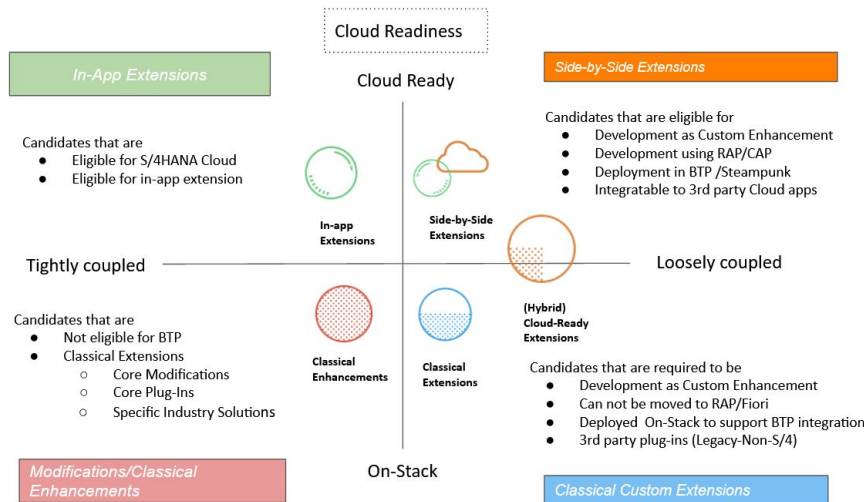 Cloud Readiness
In-App Extensions
Cloud Ready
Side-by-Side Extensions
Candidates that are
● Eligible for S/4HANA Cloud
● Eligible for in-app extension
Candidates that are eligible for
● Development as Custom Enhancement
● Development using RAP/CAP
● Deployment in BTP /Steampunk
● Integratable to 3rd party Cloud apps
In-app
Extensions
Side-by-Side
Extensions
Tightly coupled
Loosely coupled
Candidates that are
● Not eligible for BTP
● Classical Extensions
○ Core Modifications
○ Core Plug-Ins
○ Specific Industry Solutions
Classical
Enhancements
Classical
Extensions
(Hybrid)
Cloud-Ready
Extensions
Candidates that are required to be
● Development as Custom Enhancement
● Can not be moved to RAP/Fiori
● Deployed On-Stack to support BTP integration
● 3rd party plug-ins (Legacy-Non-S/4)
Modifications/Classical
Enhancements
On-Stack
Classical Custom Extensions